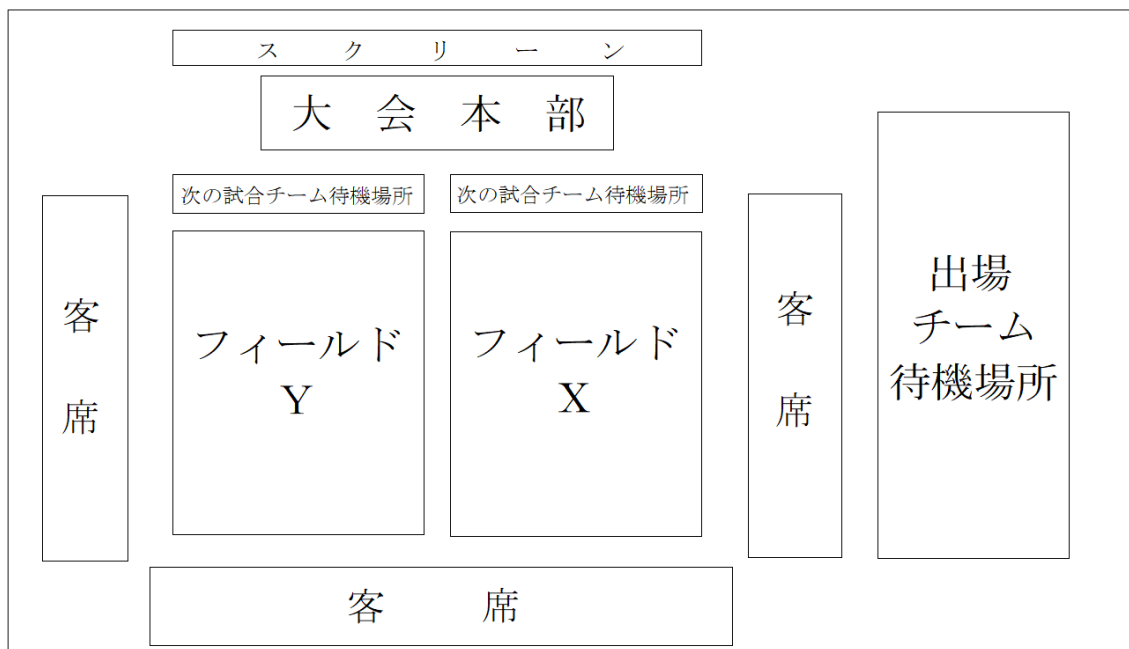 スクリーン
大会本部
次の試合チーム待機場所
次の試合チーム待機場所
客席
フィールド
Y
フィールド
X
客席
出場
チーム
待機場所
客席